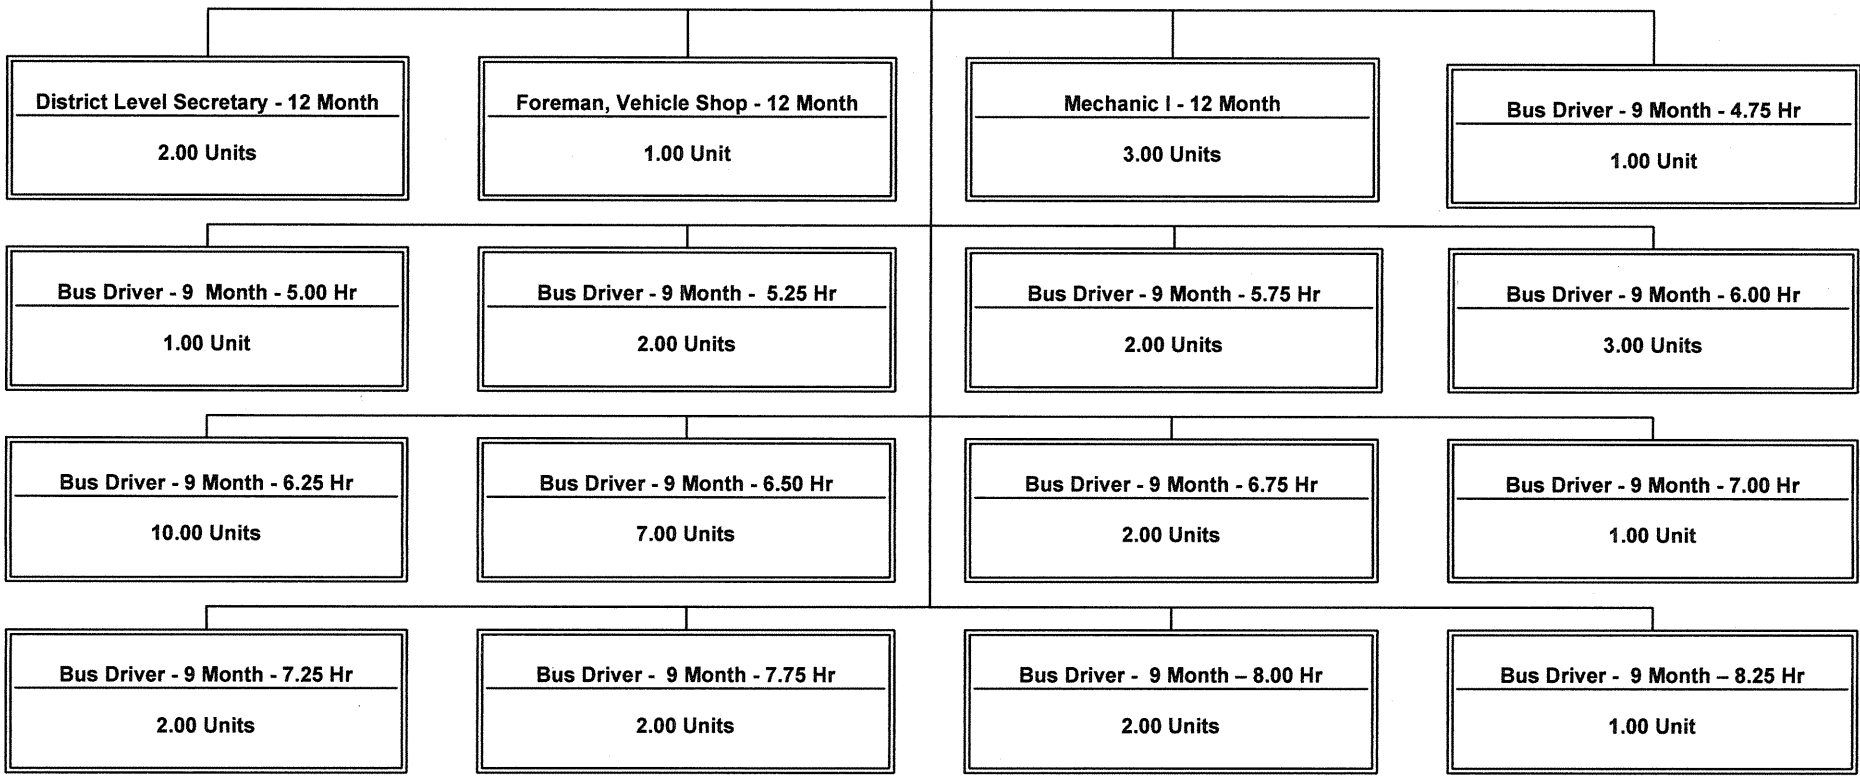 District Level Secretary - 12 Month
2.00 Units
Foreman, Vehicle Shop - 12 Month
1.00 Unit
Mechanic I - 12 Month
3.00 Units
Bus Driver - 9 Month - 4.75 Hr
1.00 Unit
Bus Driver - 9 Month - 5.00 Hr
1.00 Unit
Bus Driver - 9 Month - 5.25 Hr
2.00 Units
Bus Driver - 9 Month - 5.75 Hr
2.00 Units
Bus Driver - 9 Month - 6.00 Hr
3.00 Units
Bus Driver - 9 Month - 6.25 Hr
10.00 Units
Bus Driver - 9 Month - 6.50 Hr
7.00 Units
Bus Driver - 9 Month - 6.75 Hr
2.00 Units
Bus Driver - 9 Month - 7.00 Hr
1.00 Unit
Bus Driver - 9 Month - 7.25 Hr
2.00 Units
Bus Driver - 9 Month - 7.75 Hr
2.00 Units
Bus Driver - 9 Month – 8.00 Hr
2.00 Units
Bus Driver - 9 Month – 8.25 Hr
1.00 Unit